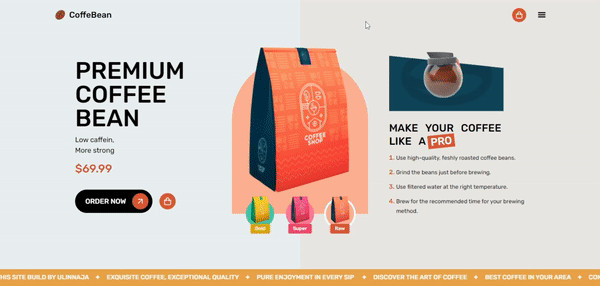 CoffeBean
PREMIUM
COFFEE
BEAN
Low caffein,
More strong
$69.99
ORDER NOW
COFFEE
SHOP
Gold
Super
Raw
MAKE YOUR COFFEE
LIKE A PRO
1. Use high-quality, freshly roasted coffee beans.
2. Grind the beans just before brewing.
3. Use filtered water at the right temperature.
4. Brew for the recommended time for your brewing
method.
HIS SITE BUILD BY ULINNAJA + EXQUISITE COFFEE, EXCEPTIONAL QUALITY + PURE ENJOYMENT IN EVERY SIP + DISCOVER THE ART OF COFFEE + BEST COFFEE IN YOUR AREA +